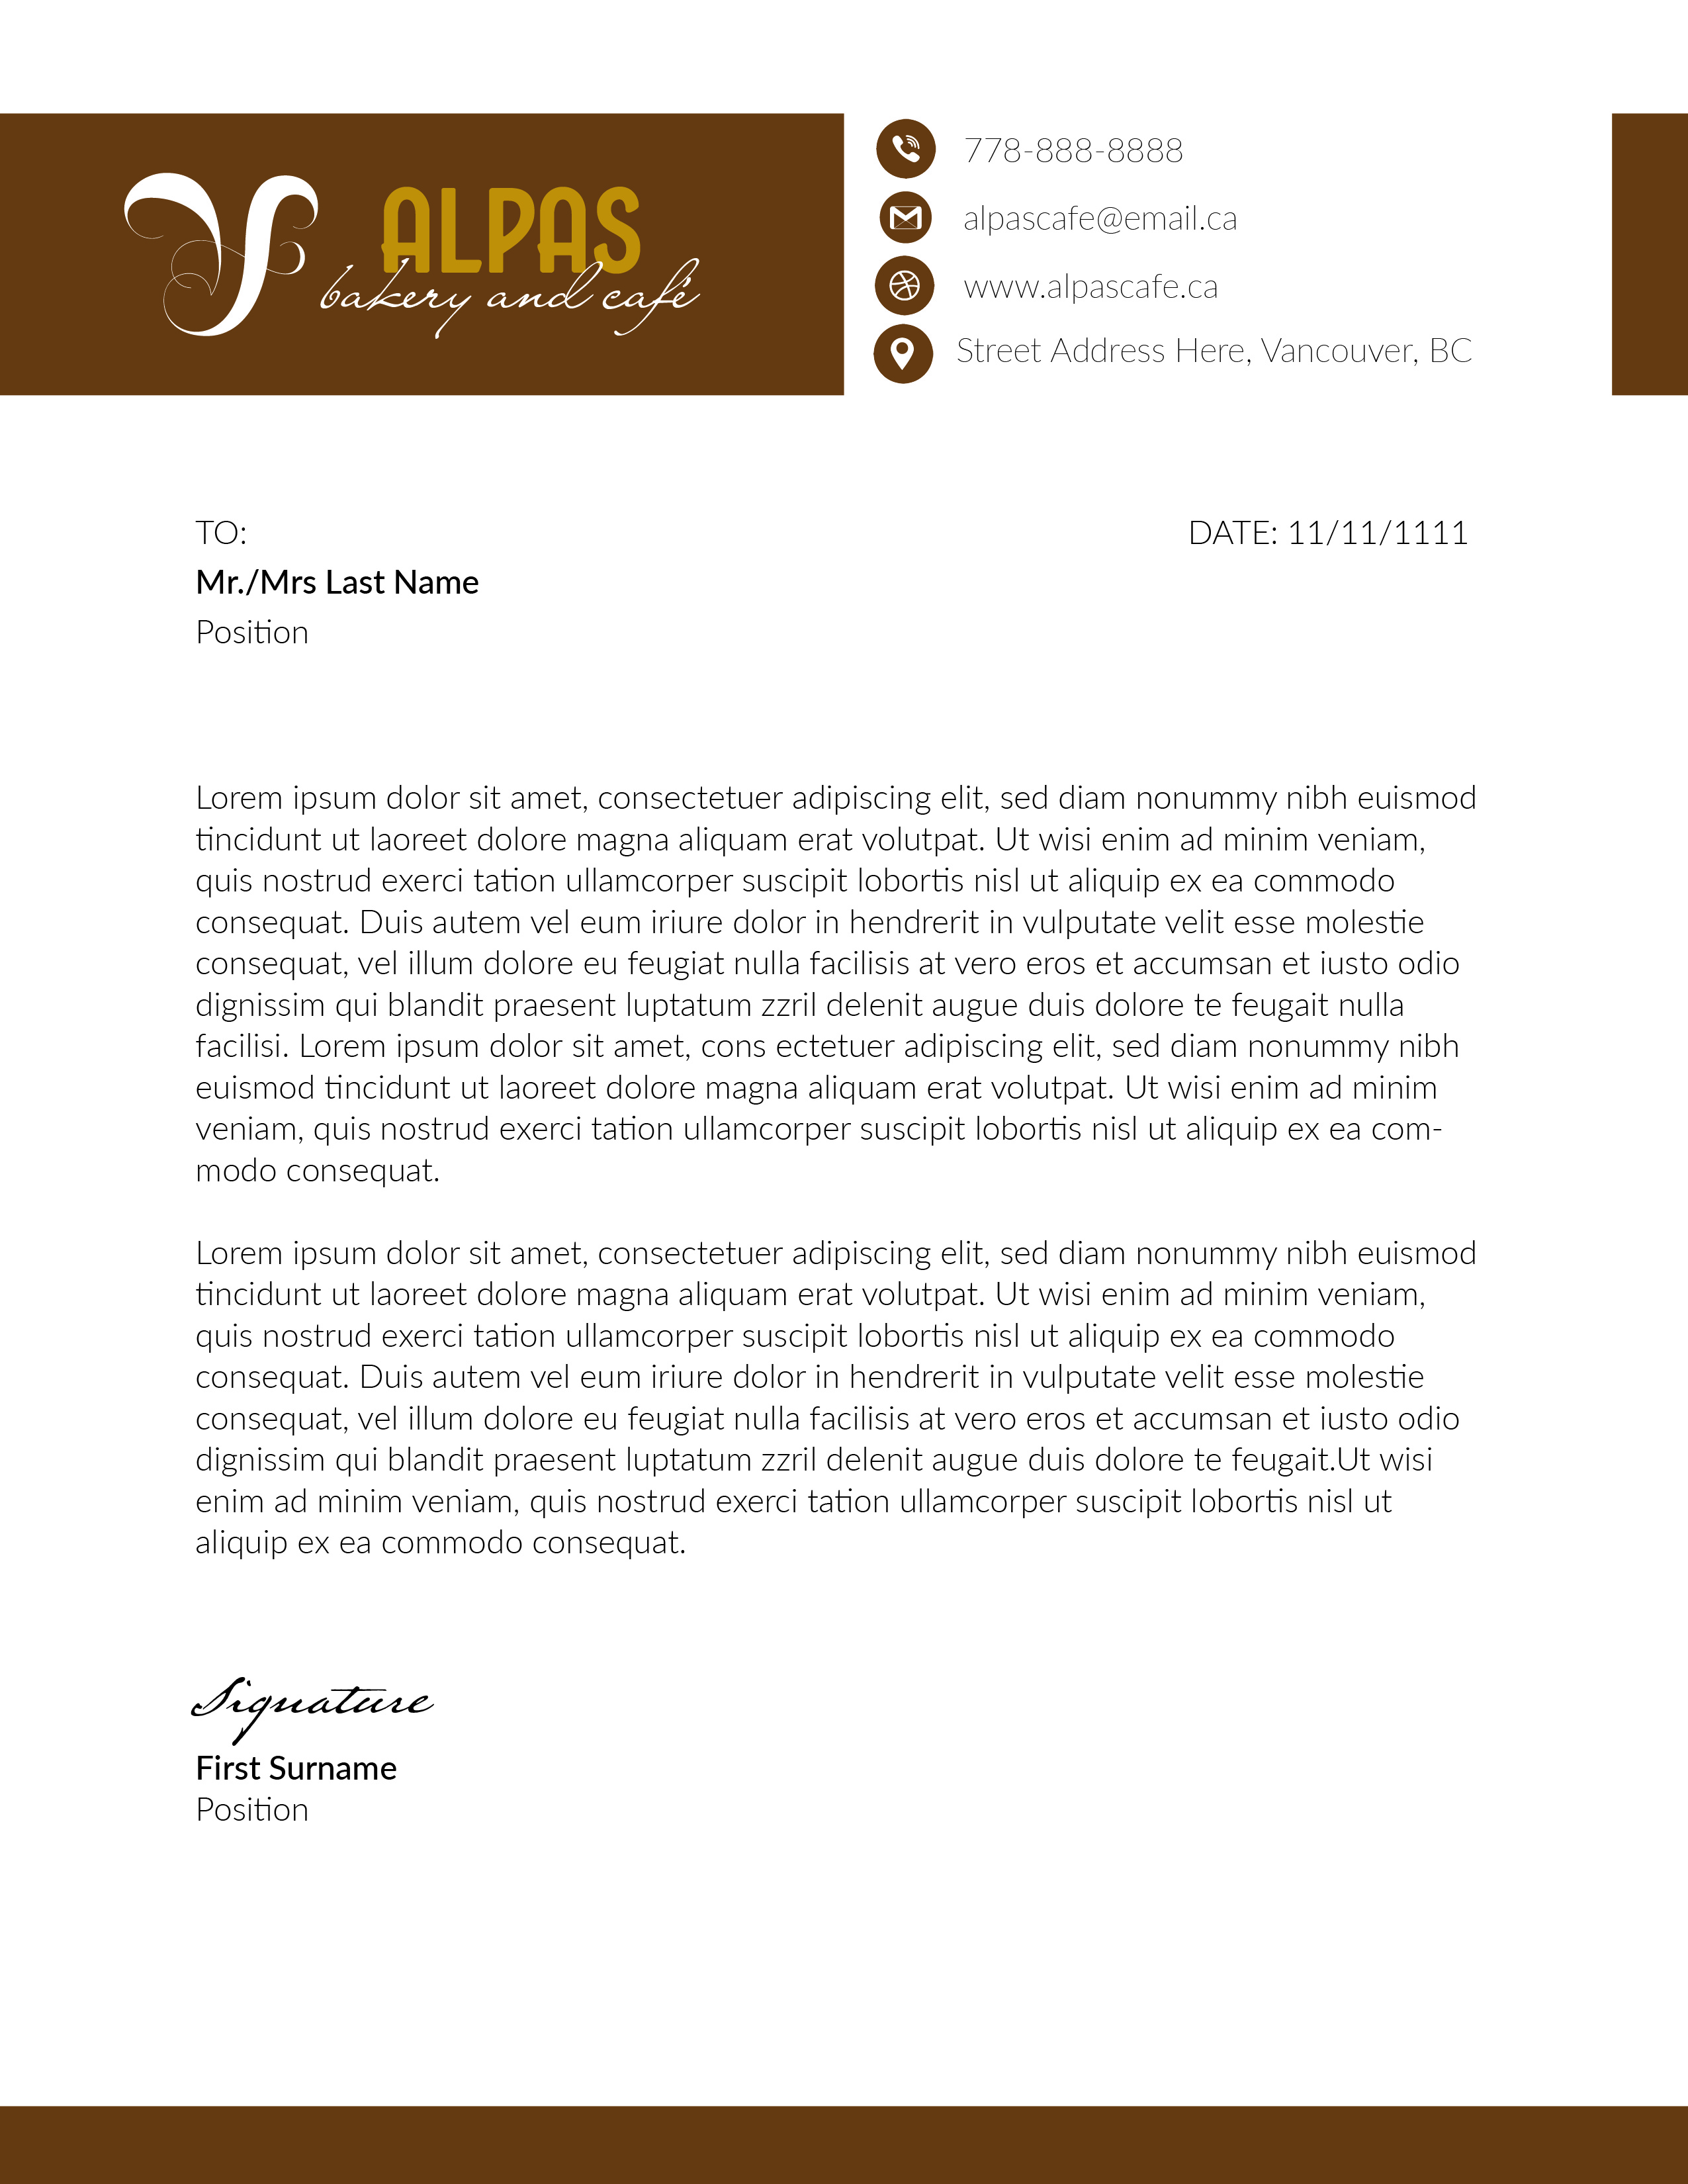 ALPAS
bakery and café
778-888-8888
alpascafe@email.ca
www.alpascafe.ca
Street Address Here, Vancouver, BC
TO:
DATE: 11/11/1111
Mr./Mrs Last Name
Position
Lorem ipsum dolor sit amet, consectetuer adipiscing elit, sed diam nonummy nibh euismod
tincidunt ut laoreet dolore magna aliquam erat volutpat. Ut wisi enim ad minim veniam,
quis nostrud exerci tation ullamcorper suscipit lobortis nisl ut aliquip ex ea commodo
consequat. Duis autem vel eum iriure dolor in hendrerit in vulputate velit esse molestie
consequat, vel illum dolore eu feugiat nulla facilisis at vero eros et accumsan et iusto odio
dignissim qui blandit praesent luptatum zzril delenit augue duis dolore te feugait nulla
facilisi. Lorem ipsum dolor sit amet, cons ectetuer adipiscing elit, sed diam nonummy nibh
euismod tincidunt ut laoreet dolore magna aliquam erat volutpat. Ut wisi enim ad minim
veniam, quis nostrud exerci tation ullamcorper suscipit lobortis nisl ut aliquip ex ea com-
modo consequat.
Lorem ipsum dolor sit amet, consectetuer adipiscing elit, sed diam nonummy nibh euismod
tincidunt ut laoreet dolore magna aliquam erat volutpat. Ut wisi enim ad minim veniam,
quis nostrud exerci tation ullamcorper suscipit lobortis nisl ut aliquip ex ea commodo
consequat. Duis autem vel eum iriure dolor in hendrerit in vulputate velit esse molestie
consequat, vel illum dolore eu feugiat nulla facilisis at vero eros et accumsan et iusto odio
dignissim qui blandit praesent luptatum zzril delenit augue duis dolore te feugait.Ut wisi
enim ad minim veniam, quis nostrud exerci tation ullamcorper suscipit lobortis nisl ut
aliquip ex ea commodo consequat.
Signature
First Surname
Position